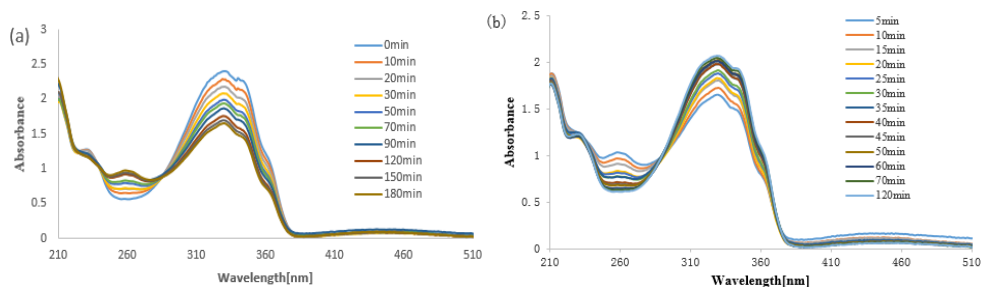 (a)
3
2.5
2
1.5
1
0.5
0
Absorbance
210 260 310 360 410 460 510
Wavelength[nm]
0min
10min
20min
30min
50min
70min
90min
120min
150min
180min
(b)
2.5
2
1.5
1
0.5
0
Absorbance
210 260 310 360 410 460 510
Wavelength[nm]
5min
10min
15min
20min
25min
30min
35min
40min
45min
50min
60min
70min
120min